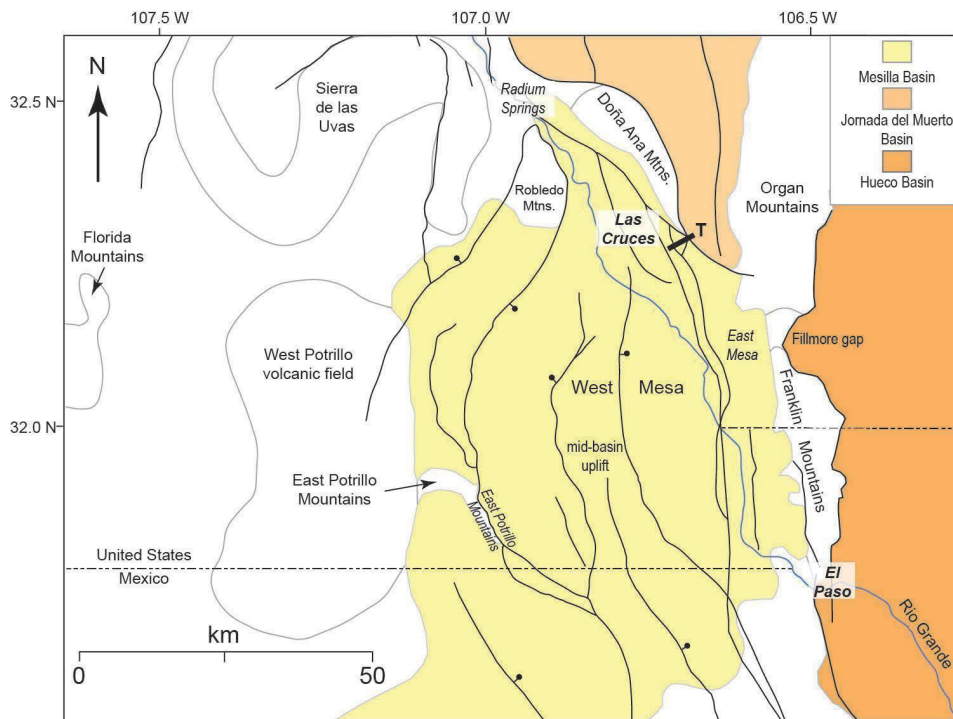 107.5 W
107.0 W
106.5 W
N
32.5
32.0 N
Sierra
de las
Uvas
Radium
Springs
Doña Ana Mtns.
Mesilla Basin
Jornada del Muerto
Basin
Hueco Basin
Organ
Mountains
Robledo
Mtns.
Las
Cruces
T
Florida
Mountains
West Potrillo
volcanic field
East
Mesa
Fillmore gap
West Mesa
Franklin
Mountains
mid-basin
uplift
East Potrillo
Mountains
East Potrillo
Mountains
United States
Mexico
El
Paso
Rio Grande
km
0
50